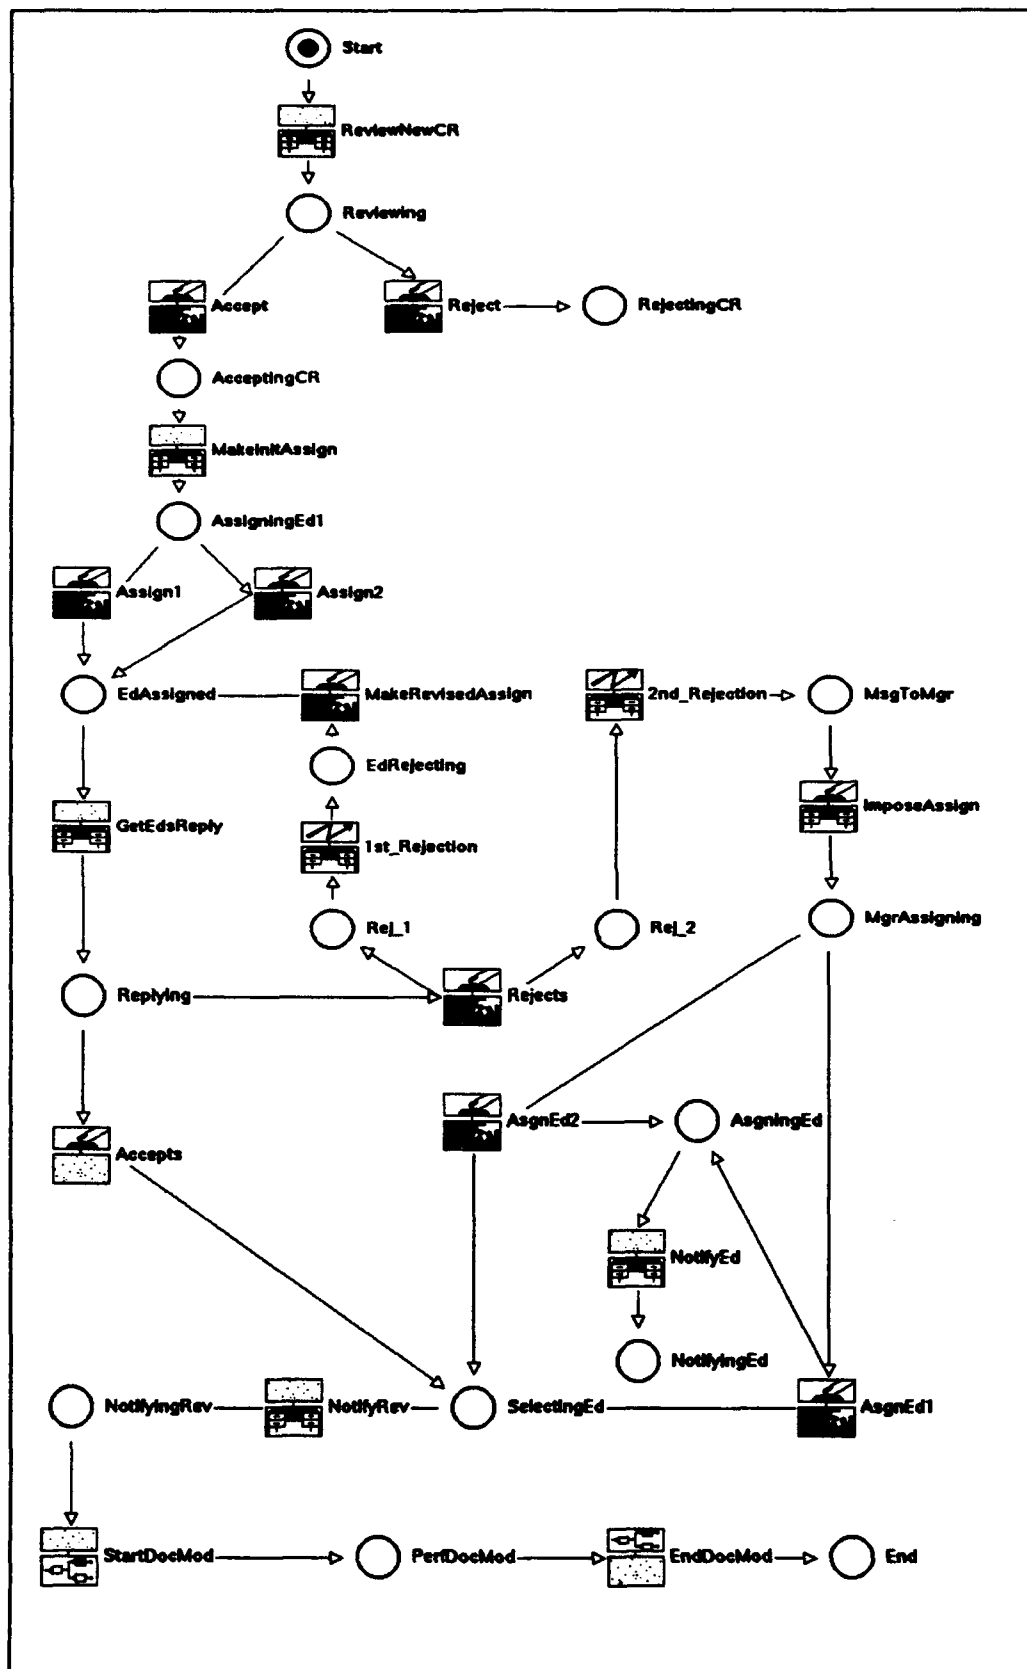 Start
ReviewNewCR
Reviewing
Accept
Reject
RejectingCR
AcceptingCR
MakeInitAssign
AssigningEd1
Assign1
Assign2
EdAssigned
MakeRevisedAssign
2nd_Rejection
MsgToMgr
EdRejecting
ImposeAssign
GetEdsReply
1st_Rejection
Rej_1
Rej_2
MgrAssigning
Replying
Rejects
AsgnEd2
AsgningEd
Accepts
NotifyEd
NotifyingEd
NotifyingRev
NotifyRev
SelectingEd
AsgnEd1
StartDocMod
PerfDocMod
EndDocMod
End